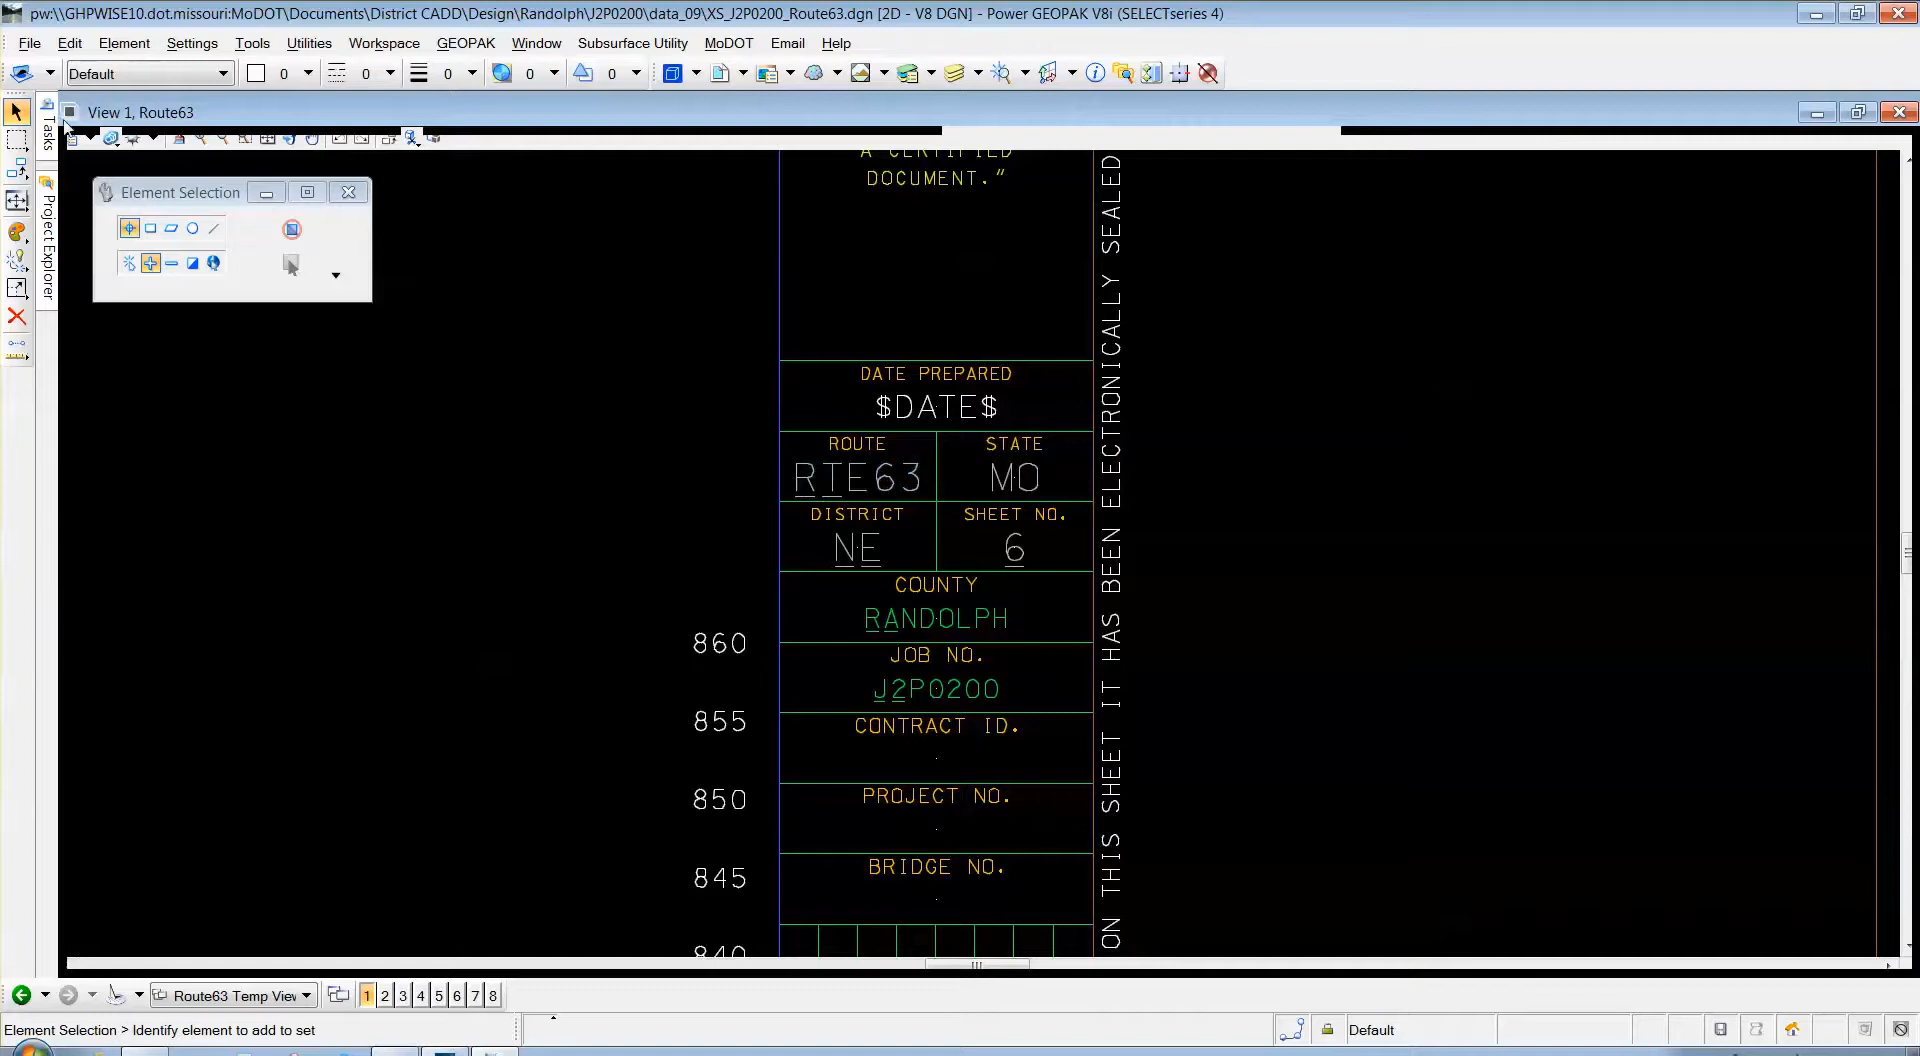 pw:\\GHPWISE10.dot.missouri:MoDOT\Documents\District CADD\Design\Randolph\J2P0200\data_09\XS_J2P0200_Route63.dgn [2D - V8 DGN] - Power GEOPAK V8i (SELECTseries 4)
File Edit Element Settings Tools Utilities Workspace GEOPAK Window Subsurface Utility MoDOT Email Help
Default 0 0 0 0 0
View 1, Route63
Tasks
Project Explorer
Element Selection
A CERTIFIED
DOCUMENT."
DATE PREPARED
$DATE$
ROUTE STATE
RTE63 MO
DISTRICT SHEET NO.
NE 6
COUNTY
RANDOLPH
JOB NO.
J2P0200
CONTRACT ID.
PROJECT NO.
BRIDGE NO.
860
855
850
845
840
ON THIS SHEET IT HAS BEEN ELECTRONICALLY SEALED
Route63 Temp View 1 2 3 4 5 6 7 8
Element Selection > Identify element to add to set
Default